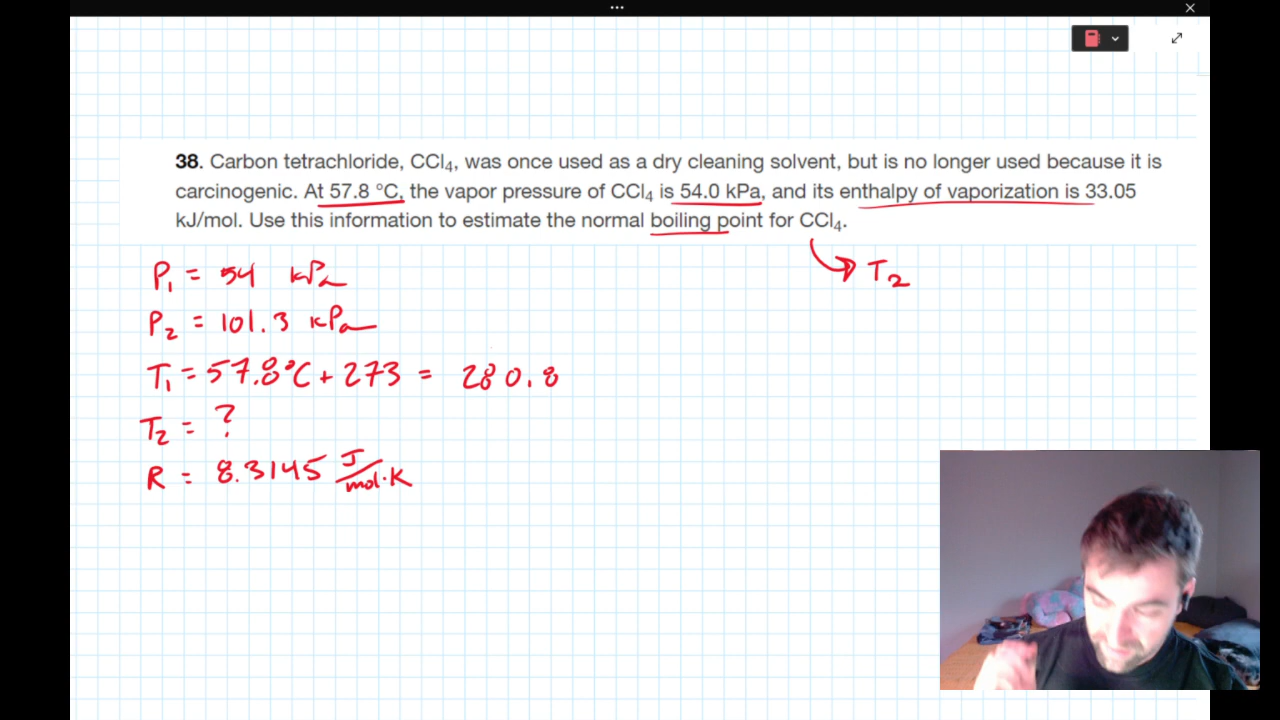 38. Carbon tetrachloride, CCl₄, was once used as a dry cleaning solvent, but is no longer used because it is
carcinogenic. At 57.8 °C, the vapor pressure of CCl₄ is 54.0 kPa, and its enthalpy of vaporization is 33.05
kJ/mol. Use this information to estimate the normal boiling point for CCl₄.
T₂
P₁ = 54 kPa
P₂ = 101.3 kPa
T₁ = 57.8°C + 273 = 280.8
T₂ = ?
R = 8.3145 J/mol·K